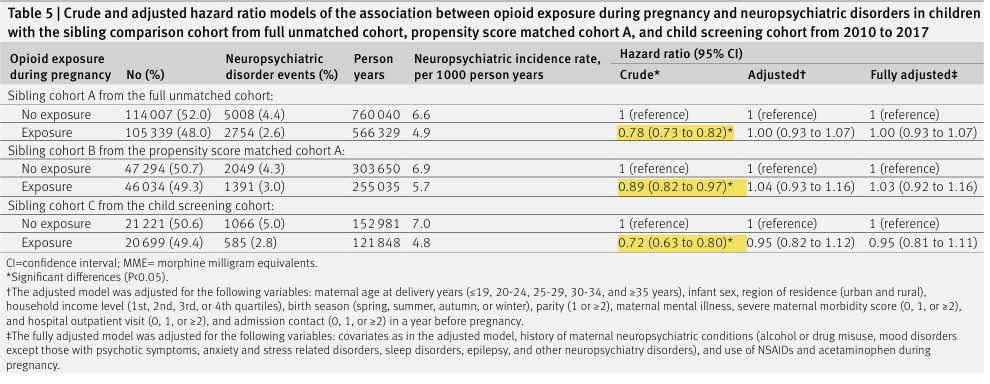 Table 5 | Crude and adjusted hazard ratio models of the association between opioid exposure during pregnancy and neuropsychiatric disorders in children
with the sibling comparison cohort from full unmatched cohort, propensity score matched cohort A, and child screening cohort from 2010 to 2017
Opioid exposure Neuropsychiatric Person Neuropsychiatric incidence rate, Hazard ratio (95% CI)
during pregnancy No (%) disorder events (%) years per 1000 person years Crude* Adjusted† Fully adjusted‡
Sibling cohort A from the full unmatched cohort:
No exposure 114 007 (52.0) 5008 (4.4) 760 040 6.6 1 (reference) 1 (reference) 1 (reference)
Exposure 105 339 (48.0) 2754 (2.6) 566 329 4.9 0.78 (0.73 to 0.82)* 1.00 (0.93 to 1.07) 1.00 (0.93 to 1.07)
Sibling cohort B from the propensity score matched cohort A:
No exposure 47 294 (50.7) 2049 (4.3) 303 650 6.9 1 (reference) 1 (reference) 1 (reference)
Exposure 46 034 (49.3) 1391 (3.0) 255 035 5.7 0.89 (0.82 to 0.97)* 1.04 (0.93 to 1.16) 1.03 (0.92 to 1.16)
Sibling cohort C from the child screening cohort:
No exposure 21 221 (50.6) 1066 (5.0) 152 981 7.0 1 (reference) 1 (reference) 1 (reference)
Exposure 20 699 (49.4) 585 (2.8) 121 848 4.8 0.72 (0.63 to 0.80)* 0.95 (0.82 to 1.12) 0.95 (0.81 to 1.11)
CI=confidence interval; MME= morphine milligram equivalents.
*Significant differences (P<0.05).
†The adjusted model was adjusted for the following variables: maternal age at delivery years (≤19, 20-24, 25-29, 30-34, and ≥35 years), infant sex, region of residence (urban and rural),
household income level (1st, 2nd, 3rd, or 4th quartiles), birth season (spring, summer, autumn, or winter), parity (1 or ≥2), maternal mental illness, severe maternal morbidity score (0, 1, or ≥2),
and hospital outpatient visit (0, 1, or ≥2), and admission contact (0, 1, or ≥2) in a year before pregnancy.
‡The fully adjusted model was adjusted for the following variables: covariates as in the adjusted model, history of maternal neuropsychiatric conditions (alcohol or drug misuse, mood disorders
except those with psychotic symptoms, anxiety and stress related disorders, sleep disorders, epilepsy, and other neuropsychiatry disorders), and use of NSAIDs and acetaminophen during
pregnancy.